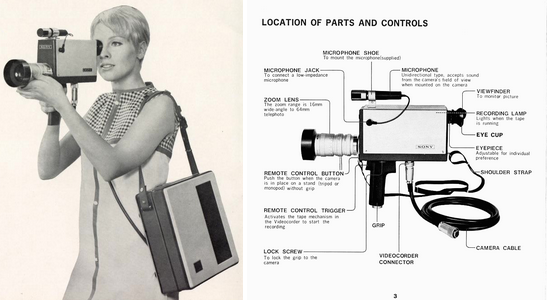 LOCATION OF PARTS AND CONTROLS
MICROPHONE SHOE
To mount the microphone(supplied)
MICROPHONE JACK
To connect a low-impedance
microphone
MICROPHONE
Unidirectional type, accepts sound
from the camera's field of view
when mounted on the camera
VIEWFINDER
To monitor picture
ZOOM LENS
The zoom range is 16mm
wide-angle to 64mm
telephoto
RECORDING LAMP
Lights when the tape
is running
EYE CUP
EYEPIECE
Adjustable for individual
preference
SONY
SHOULDER STRAP
REMOTE CONTROL BUTTON
Push the button when the camera
is in place on a stand (tripod or
monopod) without grip
REMOTE CONTROL TRIGGER
Activates the tape mechanism in
the Videocorder to start the
recording
GRIP
LOCK SCREW
To lock the grip to the
camera
VIDEOCORDER
CONNECTOR
CAMERA CABLE
3